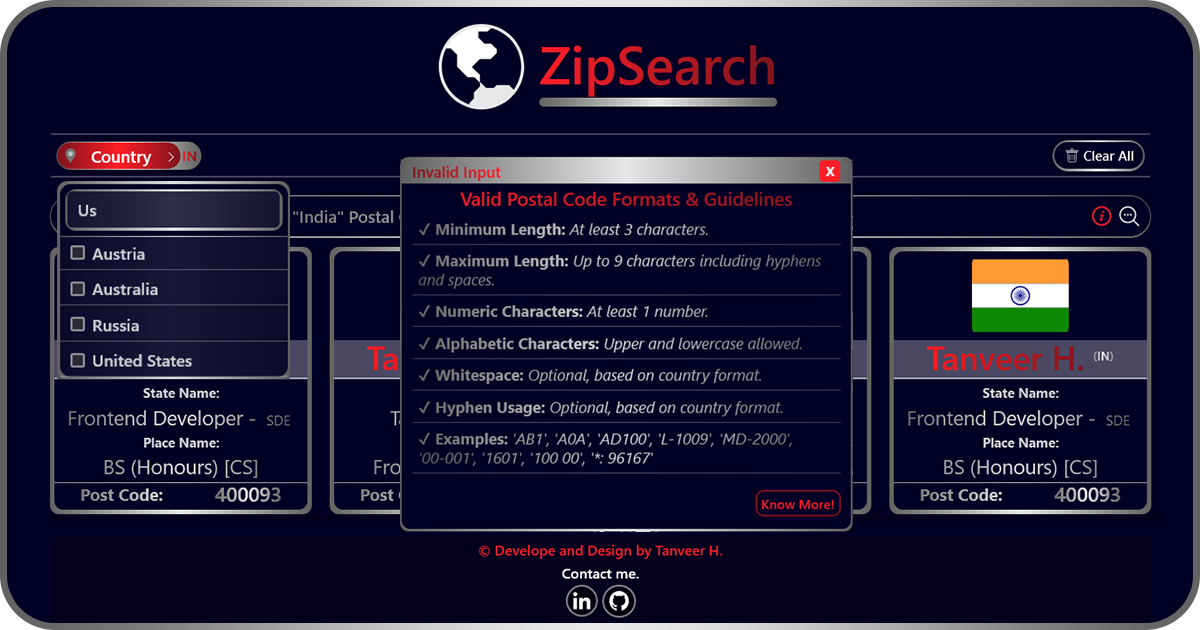 ZipSearch
Country
IN
Clear All
Us
"India" Postal
Austria
Australia
Russia
United States
Invalid Input
X
Valid Postal Code Formats & Guidelines
✓ Minimum Length: At least 3 characters.
✓ Maximum Length: Up to 9 characters including hyphens
and spaces.
✓ Numeric Characters: At least 1 number.
✓ Alphabetic Characters: Upper and lowercase allowed.
✓ Whitespace: Optional, based on country format.
✓ Hyphen Usage: Optional, based on country format.
✓ Examples: 'AB1', 'A0A', 'AD100', 'L-1009', 'MD-2000',
'00-001', '1601', '100 00', '*: 96167'
Know More!
State Name:
Frontend Developer - SDE
Place Name:
BS (Honours) [CS]
Post Code: 400093
Post
Tanveer H. (IN)
State Name:
Frontend Developer - SDE
Place Name:
BS (Honours) [CS]
Post Code: 400093
© Develope and Design by Tanveer H.
Contact me.
in